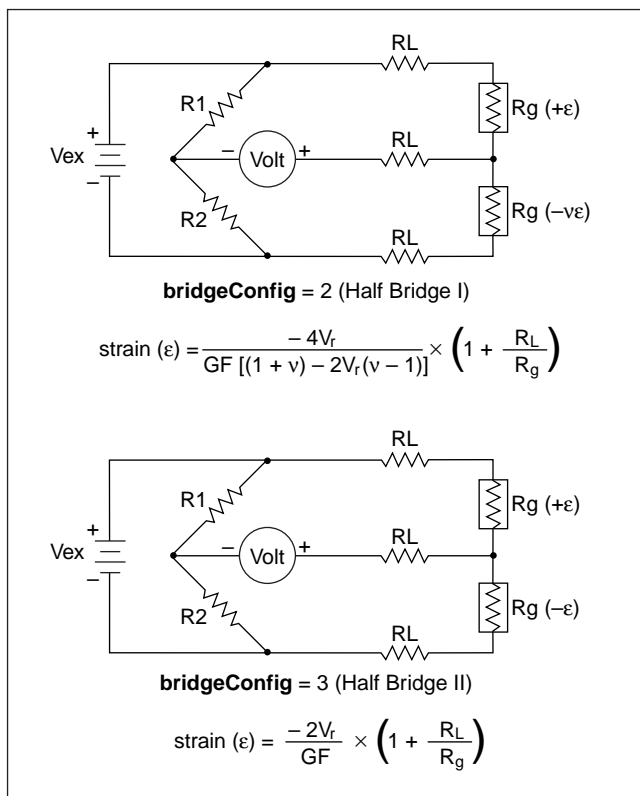 RL
R1
Rg (+ε)
+
Vex
–
– Volt +
RL
R2
Rg (–νε)
RL
bridgeConfig = 2 (Half Bridge I)
strain (ε) = – 4Vr / GF [(1 + ν) – 2Vr(ν – 1)] × (1 + RL / Rg)
RL
R1
Rg (+ε)
+
Vex
–
– Volt +
RL
R2
Rg (–ε)
RL
bridgeConfig = 3 (Half Bridge II)
strain (ε) = – 2Vr / GF × (1 + RL / Rg)